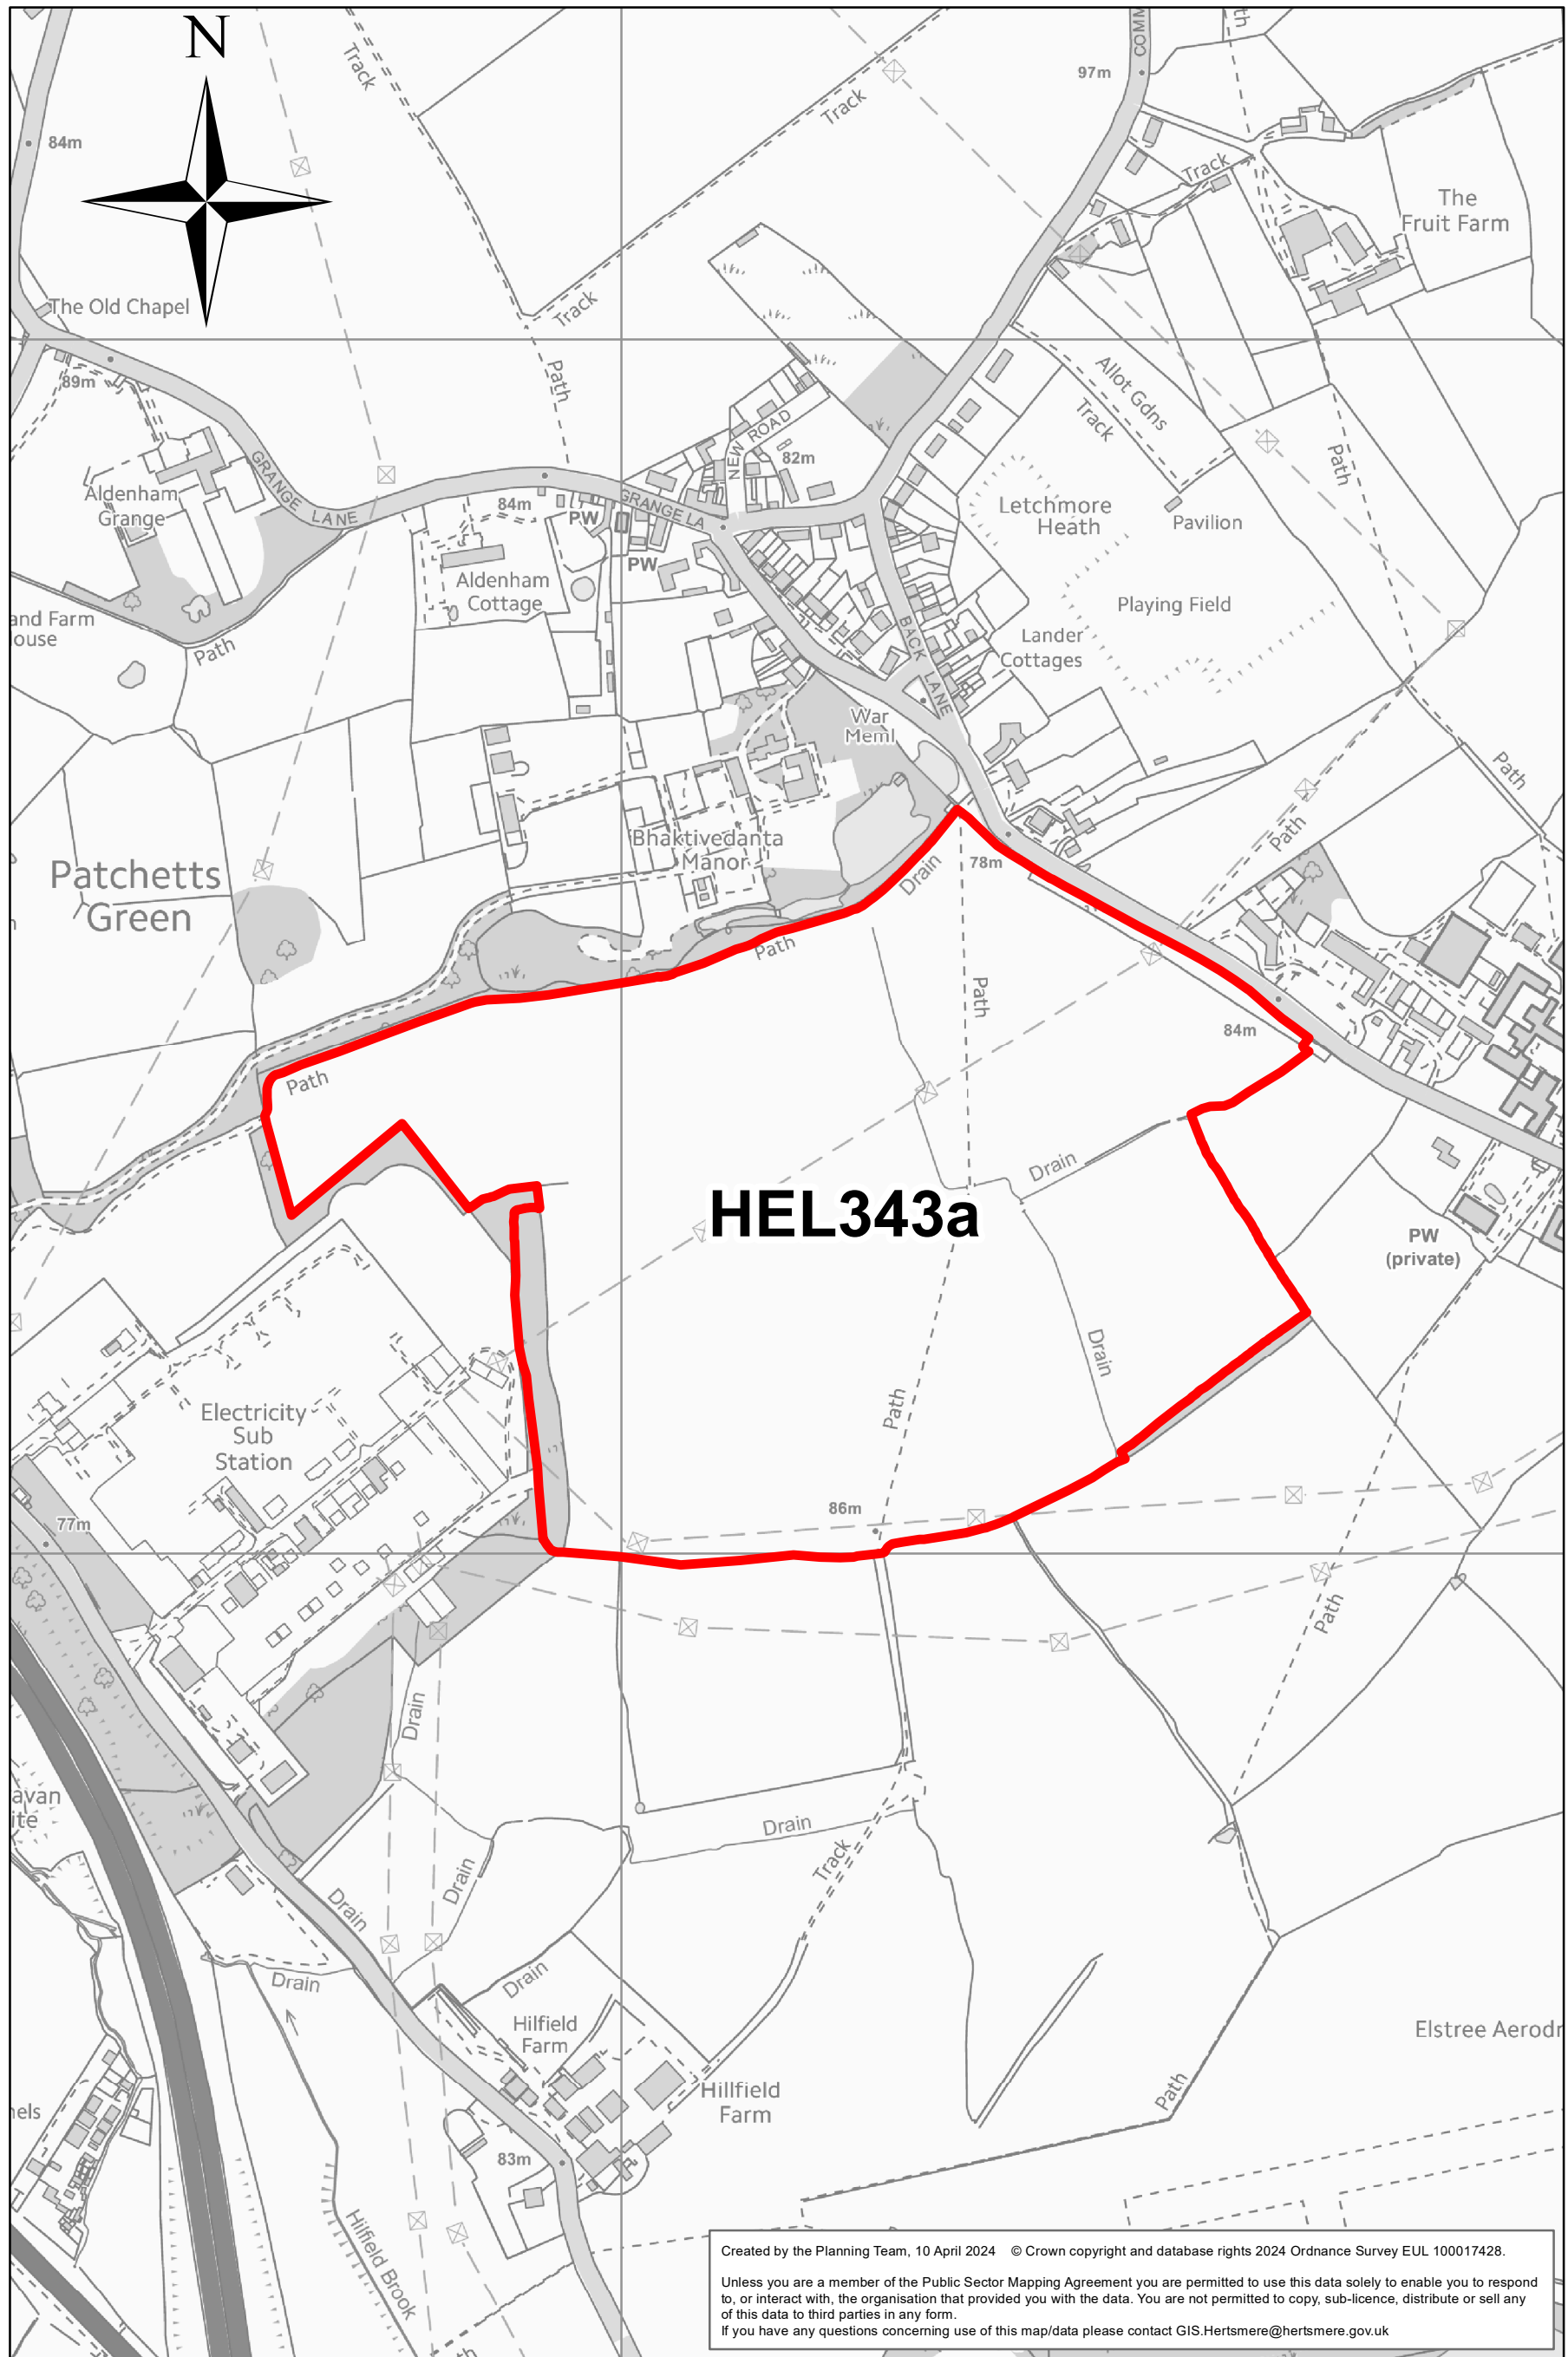 N
COMM
th
97m
Track
Track
84m
Track
The
Fruit Farm
The Old Chapel
Track
Path
89m
Allot Gdns
Track
NEW ROAD
82m
Path
GRANGE
LANE
Aldenham
Grange
84m
PW
GRANGE LA
Letchmore
Heath
Pavilion
PW
Aldenham
Cottage
Playing Field
and Farm
ouse
Path
BACK
LANE
Lander
Cottages
War
Meml
Path
Bhaktivedanta
Manor
Path
78m
Drain
Patchetts
Green
Path
Path
84m
Path
Drain
HEL343a
PW
(private)
Drain
Path
Electricity
Sub
Station
86m
77m
Path
Drain
avan
ite
Drain
Track
Drain
Drain
Drain
Drain
Hilfield
Farm
Elstree Aerodr
Hillfield
Farm
Path
nels
83m
Hilfield Brook
th
Created by the Planning Team, 10 April 2024 © Crown copyright and database rights 2024 Ordnance Survey EUL 100017428.
Unless you are a member of the Public Sector Mapping Agreement you are permitted to use this data solely to enable you to respond
to, or interact with, the organisation that provided you with the data. You are not permitted to copy, sub-licence, distribute or sell any
of this data to third parties in any form.
If you have any questions concerning use of this map/data please contact GIS.Hertsmere@hertsmere.gov.uk